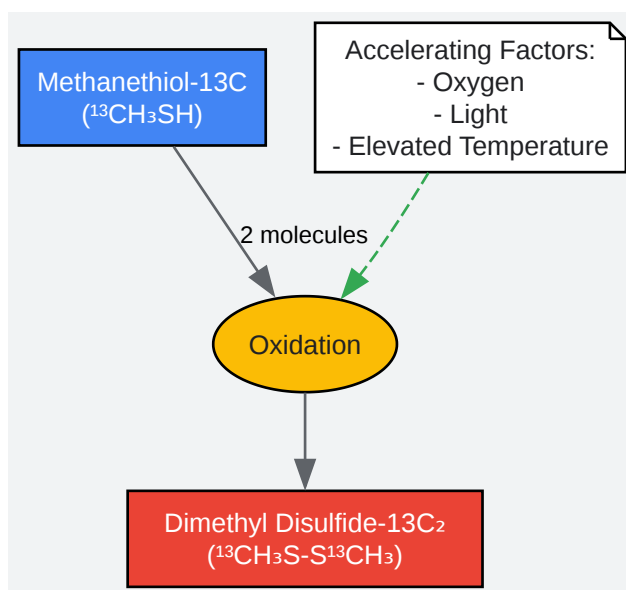 Methanethiol-13C
(¹³CH₃SH)
Accelerating Factors:
- Oxygen
- Light
- Elevated Temperature
2 molecules
Oxidation
Dimethyl Disulfide-13C₂
(¹³CH₃S-S¹³CH₃)